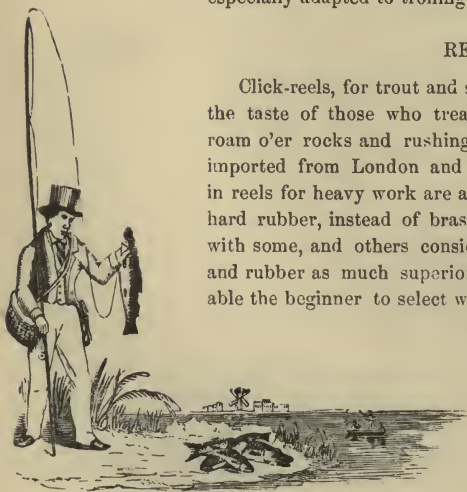 especially adapted to trolling
RE
Click-reels, for trout and s
the taste of those who trea
roam o'er rocks and rushing
imported from London and
in reels for heavy work are a
hard rubber, instead of bras
with some, and others consid
and rubber as much superio
able the beginner to select w